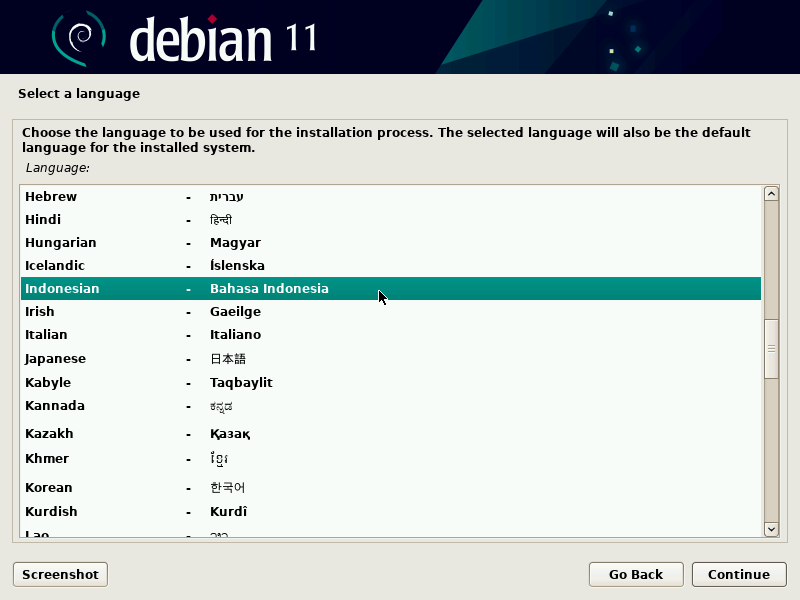 debian 11
Select a language
Choose the language to be used for the installation process. The selected language will also be the default
language for the installed system.
Language:
Hebrew - עברית
Hindi - हिन्दी
Hungarian - Magyar
Icelandic - Íslenska
Indonesian - Bahasa Indonesia
Irish - Gaeilge
Italian - Italiano
Japanese - 日本語
Kabyle - Taqbaylit
Kannada - ಕನ್ನಡ
Kazakh - Қазақ
Khmer - ខ្មែរ
Korean - 한국어
Kurdish - Kurdî
Lao - ລາວ
Screenshot Go Back Continue